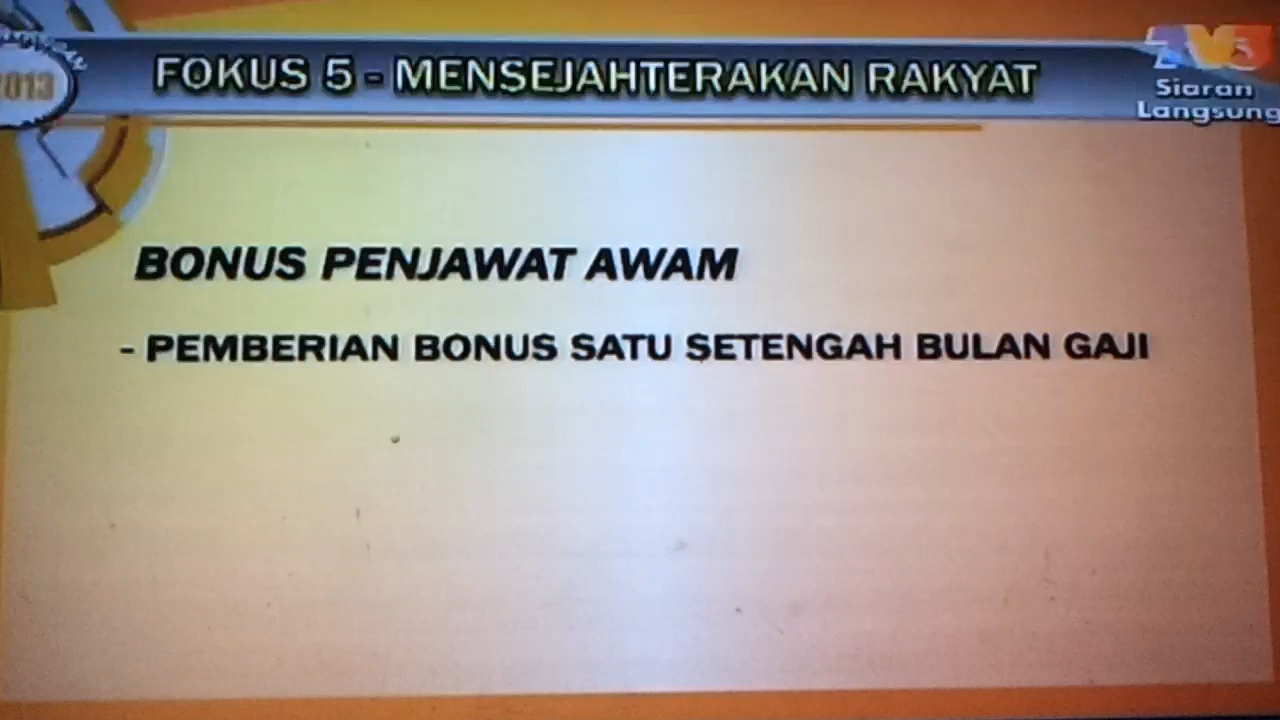 2013
FOKUS 5 - MENSEJAHTERAKAN RAKYAT
TV3
Siaran
Langsung
BONUS PENJAWAT AWAM
- PEMBERIAN BONUS SATU SETENGAH BULAN GAJI